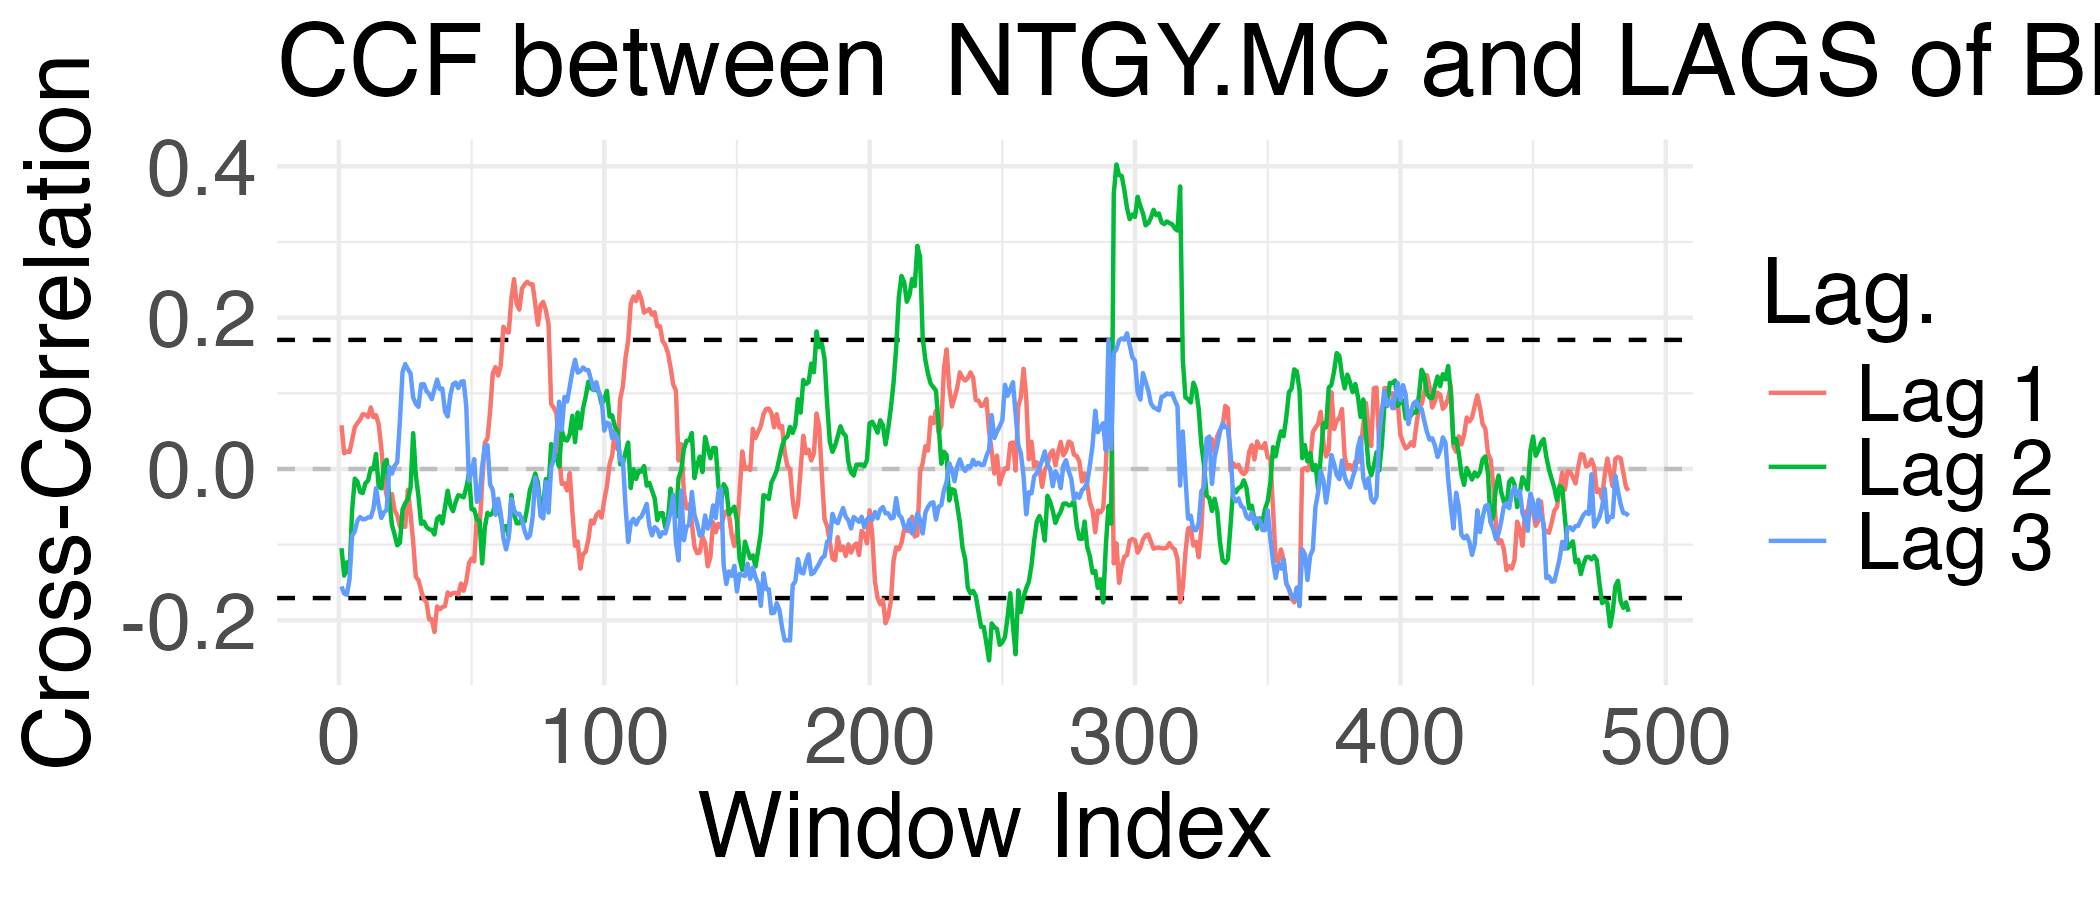 CCF between NTGY.MC and LAGS of
Cross-Correlation
0.4
0.2
0.0
-0.2
0
100
200
300
400
500
Window Index
Lag.
Lag 1
Lag 2
Lag 3